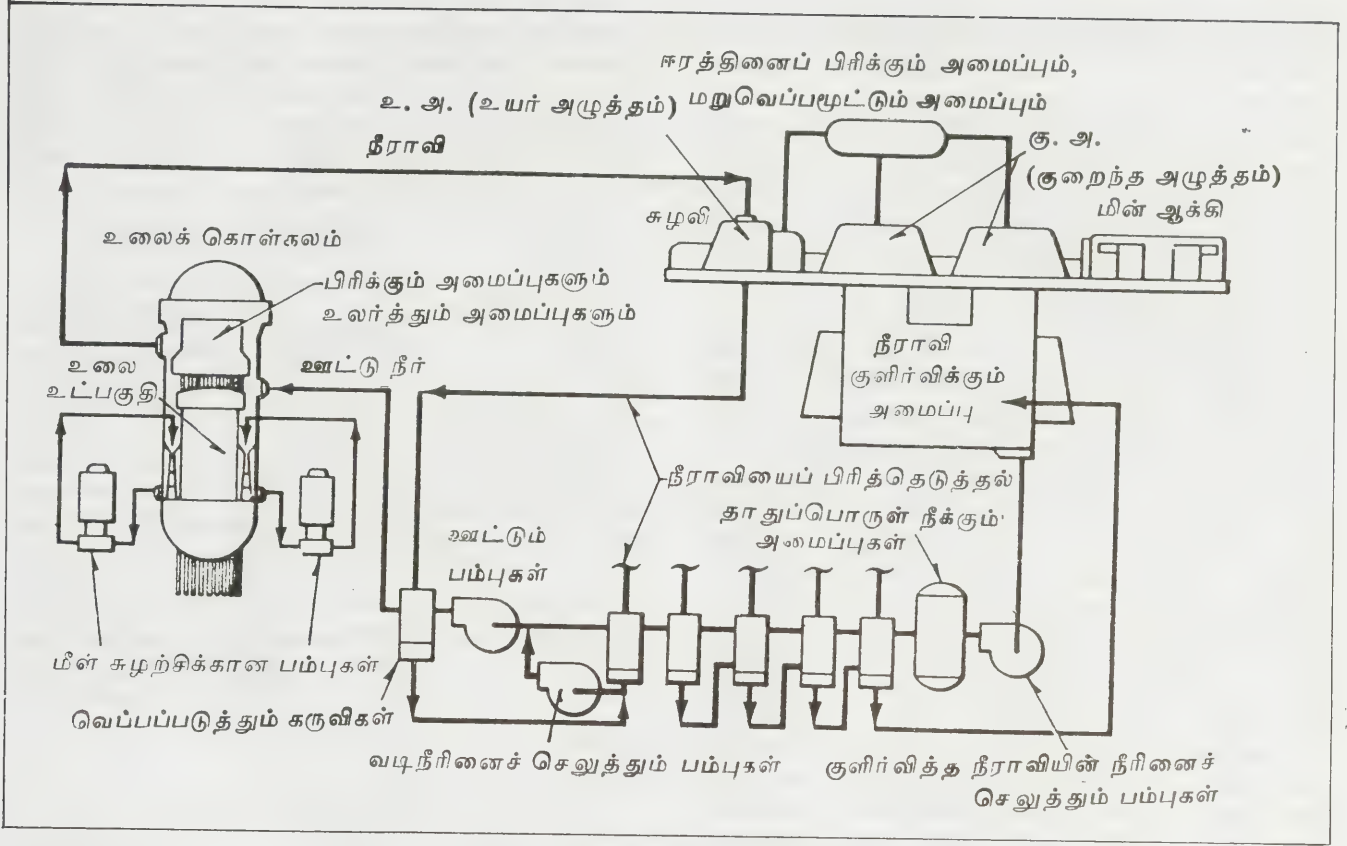 ஈரத்தினைப் பிரிக்கும் அமைப்பும்,
மறுவெப்பமூட்டும் அமைப்பும்
உ. அ. (உயர் அழுத்தம்)
நீராவி
கு. அ.
(குறைந்த அழுத்தம்)
மின் ஆக்கி
சுழலி
உலைக் கொள்கலம்
பிரிக்கும் அமைப்புகளும்
உலர்த்தும் அமைப்புகளும்
உலை
உட்பகுதி
ஊட்டு நீர்
நீராவி
குளிர்விக்கும்
அமைப்பு
நீராவியைப் பிரித்தெடுத்தல்
தாதுப்பொருள் நீக்கும்
அமைப்புகள்
ஊட்டும்
பம்புகள்
மீள் சுழற்சிக்கான பம்புகள்
வெப்பப்படுத்தும் கருவிகள்
வடிநீரினைச் செலுத்தும் பம்புகள்
குளிர்வித்த நீராவியின் நீரினைச்
செலுத்தும் பம்புகள்